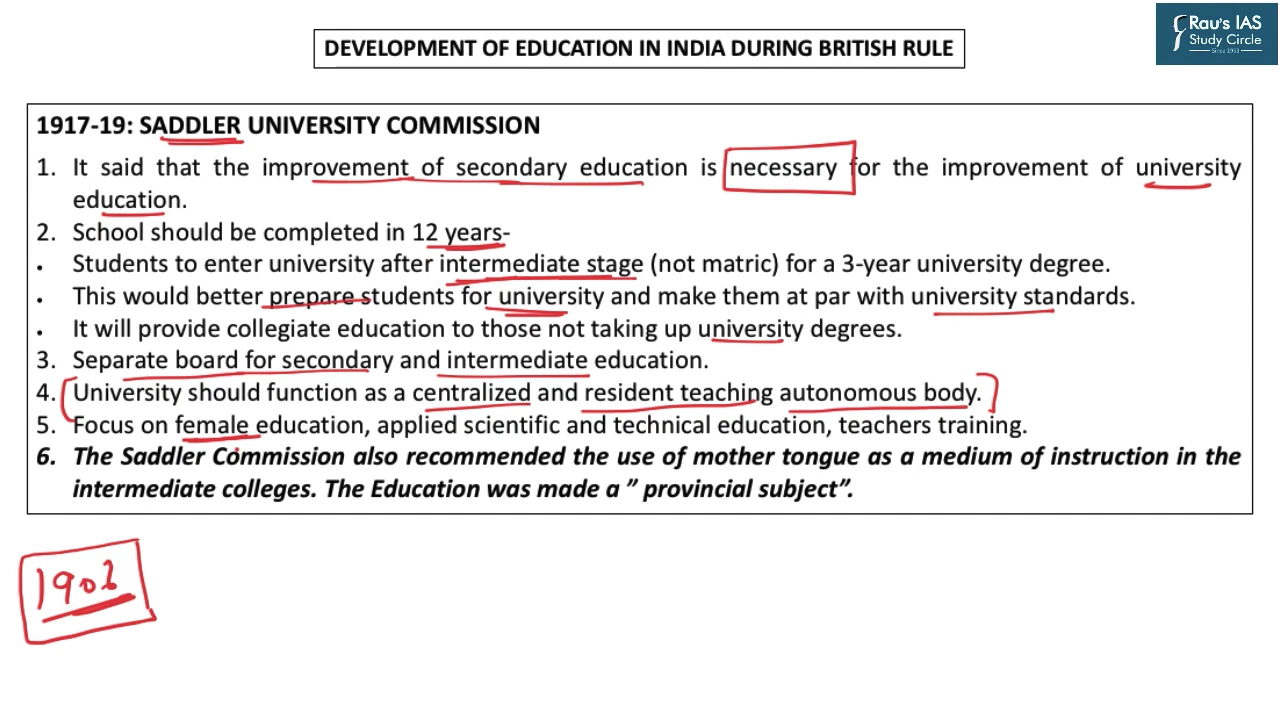 Rau's IAS
Study Circle
Since 1953
DEVELOPMENT OF EDUCATION IN INDIA DURING BRITISH RULE
1917-19: SADDLER UNIVERSITY COMMISSION
1. It said that the improvement of secondary education is necessary for the improvement of university
education.
2. School should be completed in 12 years-
• Students to enter university after intermediate stage (not matric) for a 3-year university degree.
• This would better prepare students for university and make them at par with university standards.
• It will provide collegiate education to those not taking up university degrees.
3. Separate board for secondary and intermediate education.
4. University should function as a centralized and resident teaching autonomous body.
5. Focus on female education, applied scientific and technical education, teachers training.
6. The Saddler Commission also recommended the use of mother tongue as a medium of instruction in the
intermediate colleges. The Education was made a ” provincial subject”.